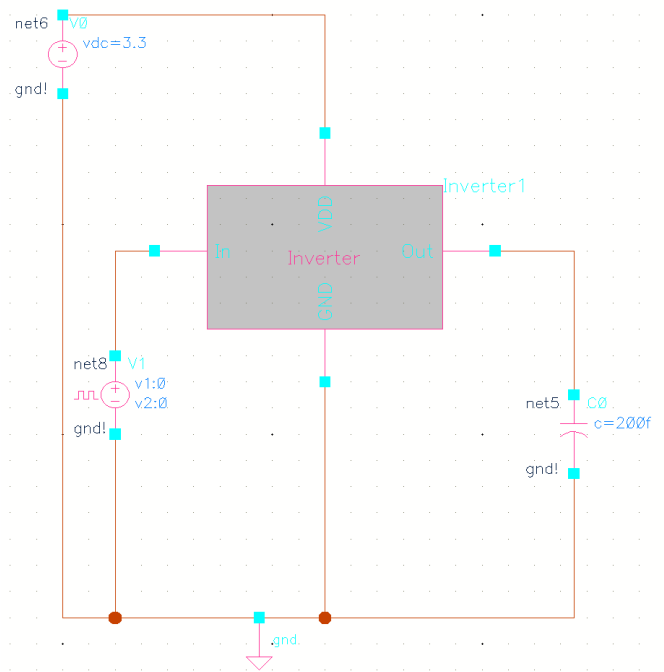 net6 V0
vdc=3.3
gnd!
Inverter1
VDD
In
Inverter
Out
GND
net8 V1
v1:0
v2:0
gnd!
net5 C0
c=200f
gnd!
gnd